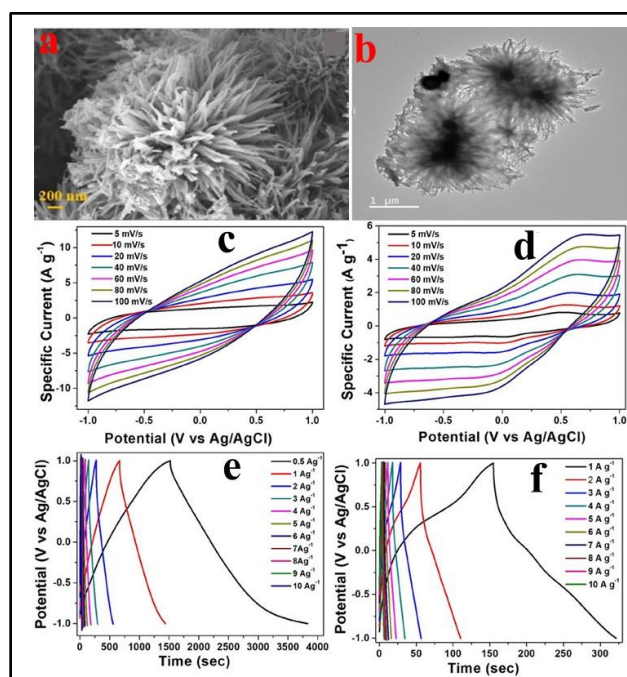 a
200 nm
b
1 µm
c
5 mV/s
10 mV/s
20 mV/s
40 mV/s
60 mV/s
80 mV/s
100 mV/s
Specific Current (A g⁻¹)
10
5
0
-5
-10
-1.0 -0.5 0.0 0.5 1.0
Potential (V vs Ag/AgCl)
d
5 mV/s
10 mV/s
20 mV/s
40 mV/s
60 mV/s
80 mV/s
100 mV/s
Specific Current (A g⁻¹)
6
4
2
0
-2
-4
-1.0 -0.5 0.0 0.5 1.0
Potential (V vs Ag/AgCl)
e
0.5 Ag⁻¹
1 Ag⁻¹
2 Ag⁻¹
3 Ag⁻¹
4 Ag⁻¹
5 Ag⁻¹
6 Ag⁻¹
7Ag⁻¹
8Ag⁻¹
9 Ag⁻¹
10 Ag⁻¹
Potential (V vs Ag/AgCl)
1.0
0.5
0.0
-0.5
-1.0
0 500 1000 1500 2000 2500 3000 3500 4000
Time (sec)
f
1 A g⁻¹
2 A g⁻¹
3 A g⁻¹
4 A g⁻¹
5 A g⁻¹
6 A g⁻¹
7 A g⁻¹
8 A g⁻¹
9 A g⁻¹
10 A g⁻¹
Potential (V vs Ag/AgCl)
1.0
0.5
0.0
-0.5
-1.0
0 50 100 150 200 250 300
Time (sec)